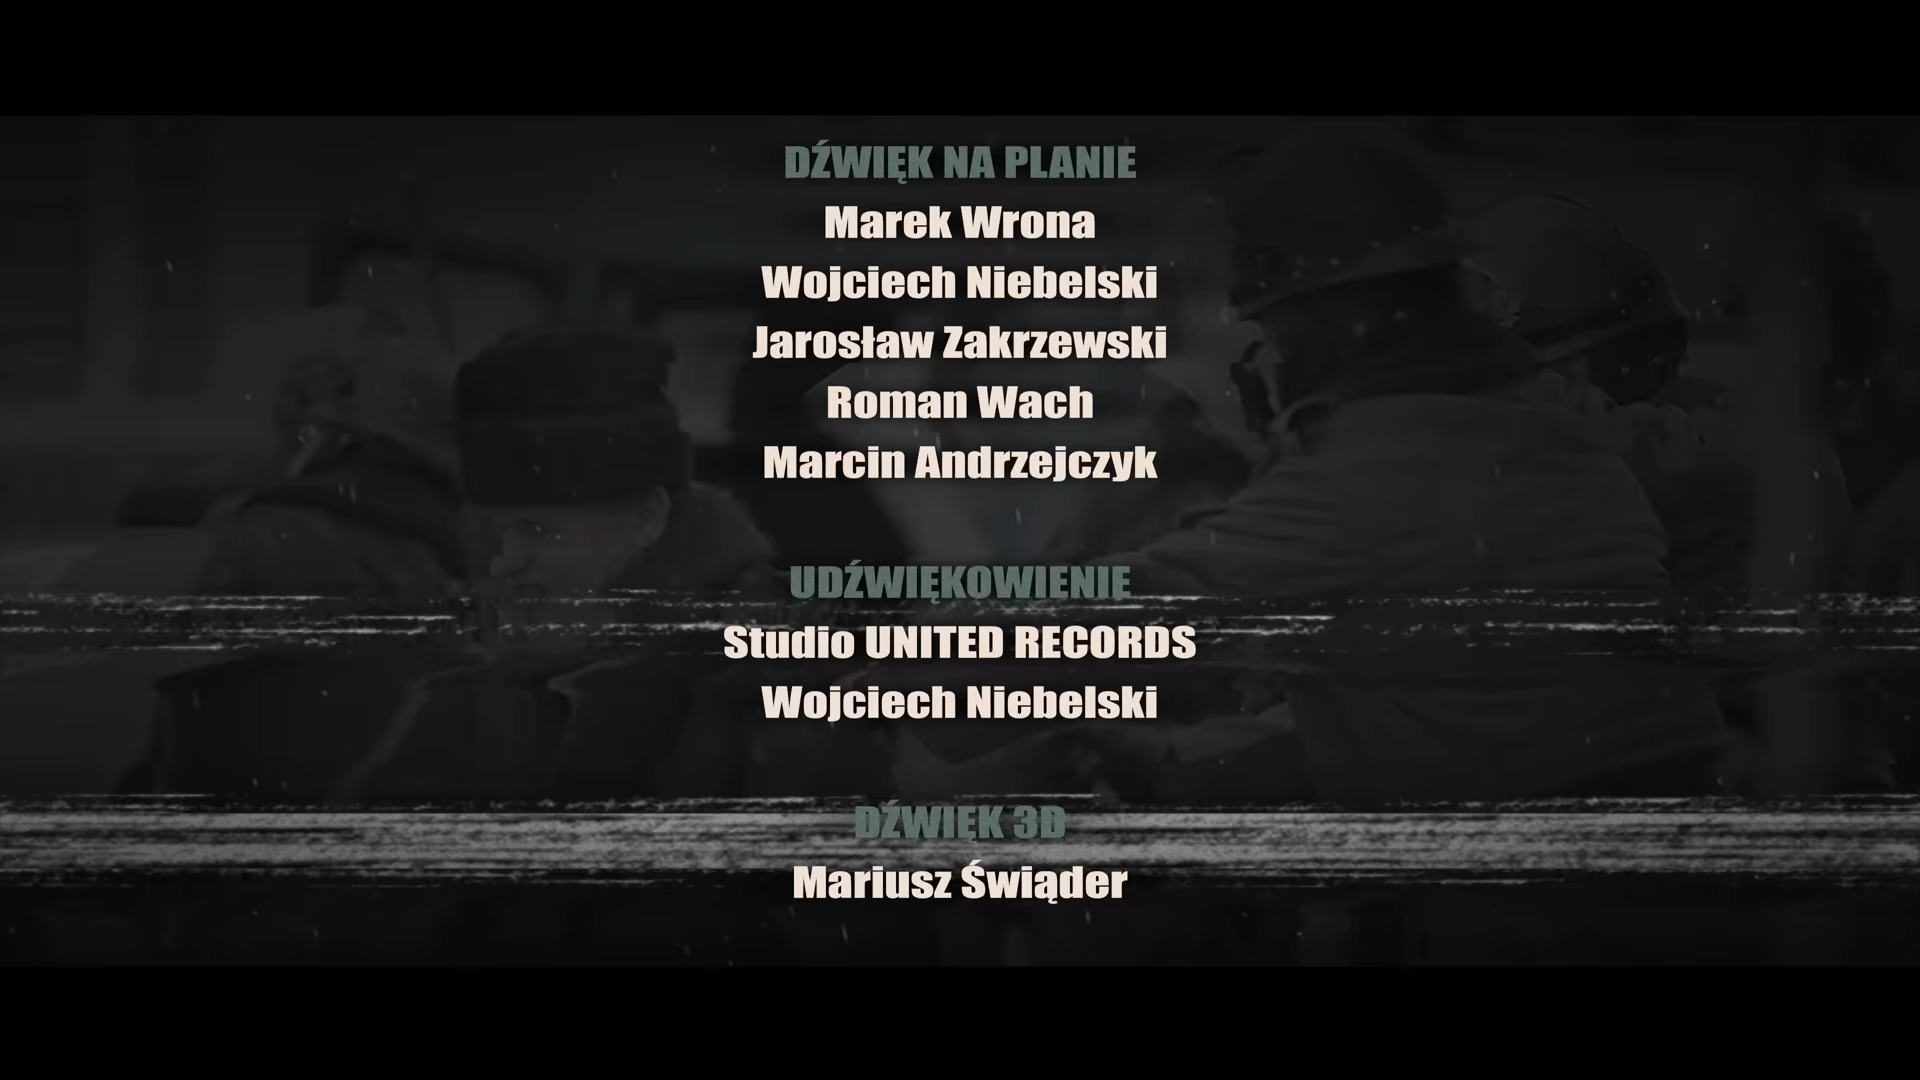 DŹWIĘK NA PLANIE
Marek Wrona
Wojciech Niebelski
Jarosław Zakrzewski
Roman Wach
Marcin Andrzejczyk
UDŹWIĘKOWIENIE
Studio UNITED RECORDS
Wojciech Niebelski
DŹWIĘK 3D
Mariusz Świąder